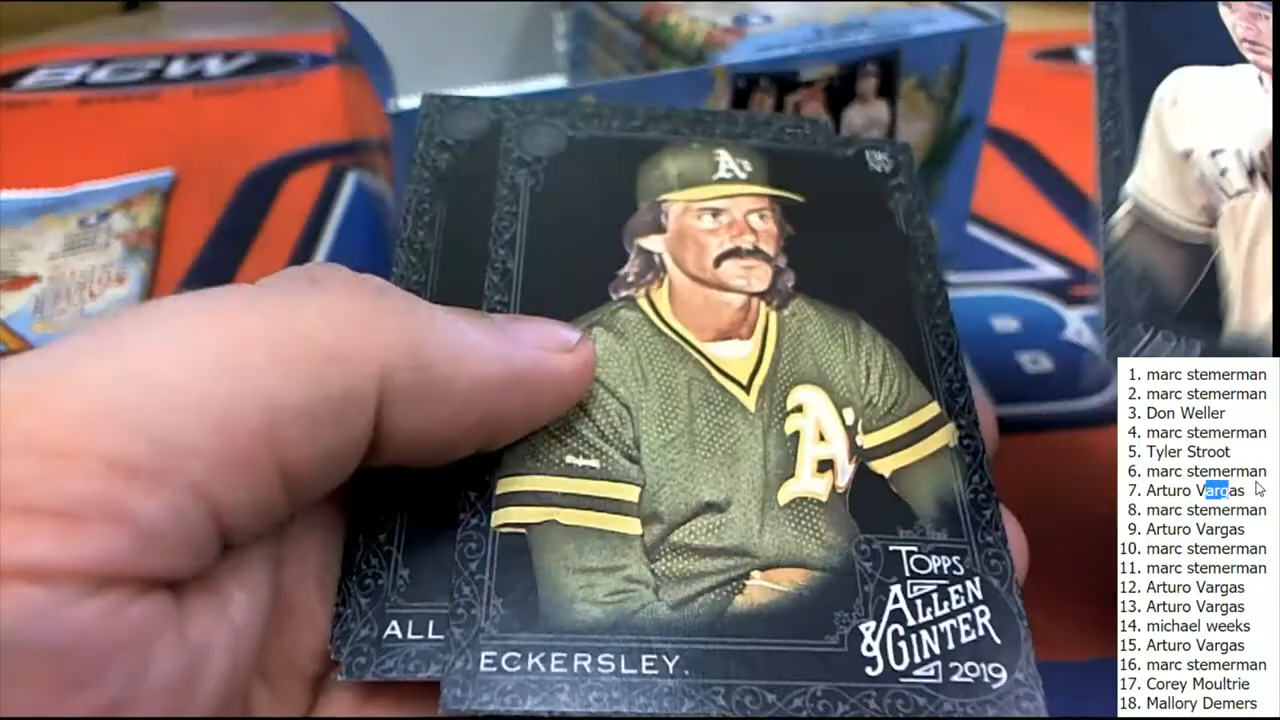 BCW
A's
A's
TOPPS
ALLEN
& GINTER
2019
ALL
ECKERSLEY.
1. marc stemerman
2. marc stemerman
3. Don Weller
4. marc stemerman
5. Tyler Stroot
6. marc stemerman
7. Arturo Vargas
8. marc stemerman
9. Arturo Vargas
10. marc stemerman
11. marc stemerman
12. Arturo Vargas
13. Arturo Vargas
14. michael weeks
15. Arturo Vargas
16. marc stemerman
17. Corey Moultrie
18. Mallory Demers